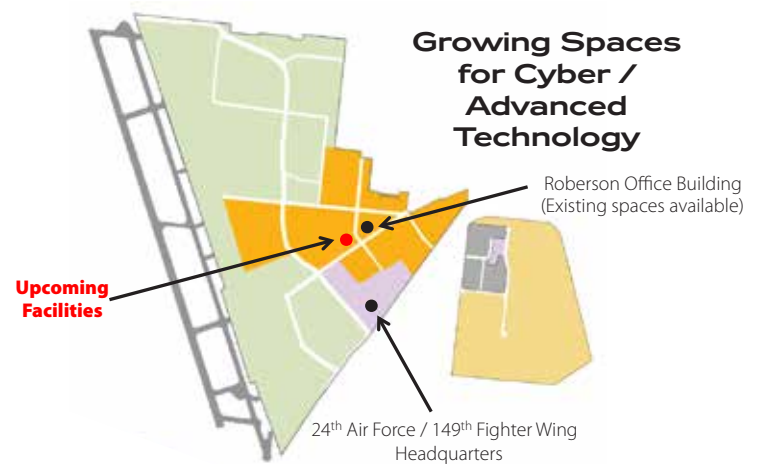 Growing Spaces
for Cyber /
Advanced
Technology
Roberson Office Building
(Existing spaces available)
Upcoming
Facilities
24th Air Force / 149th Fighter Wing
Headquarters